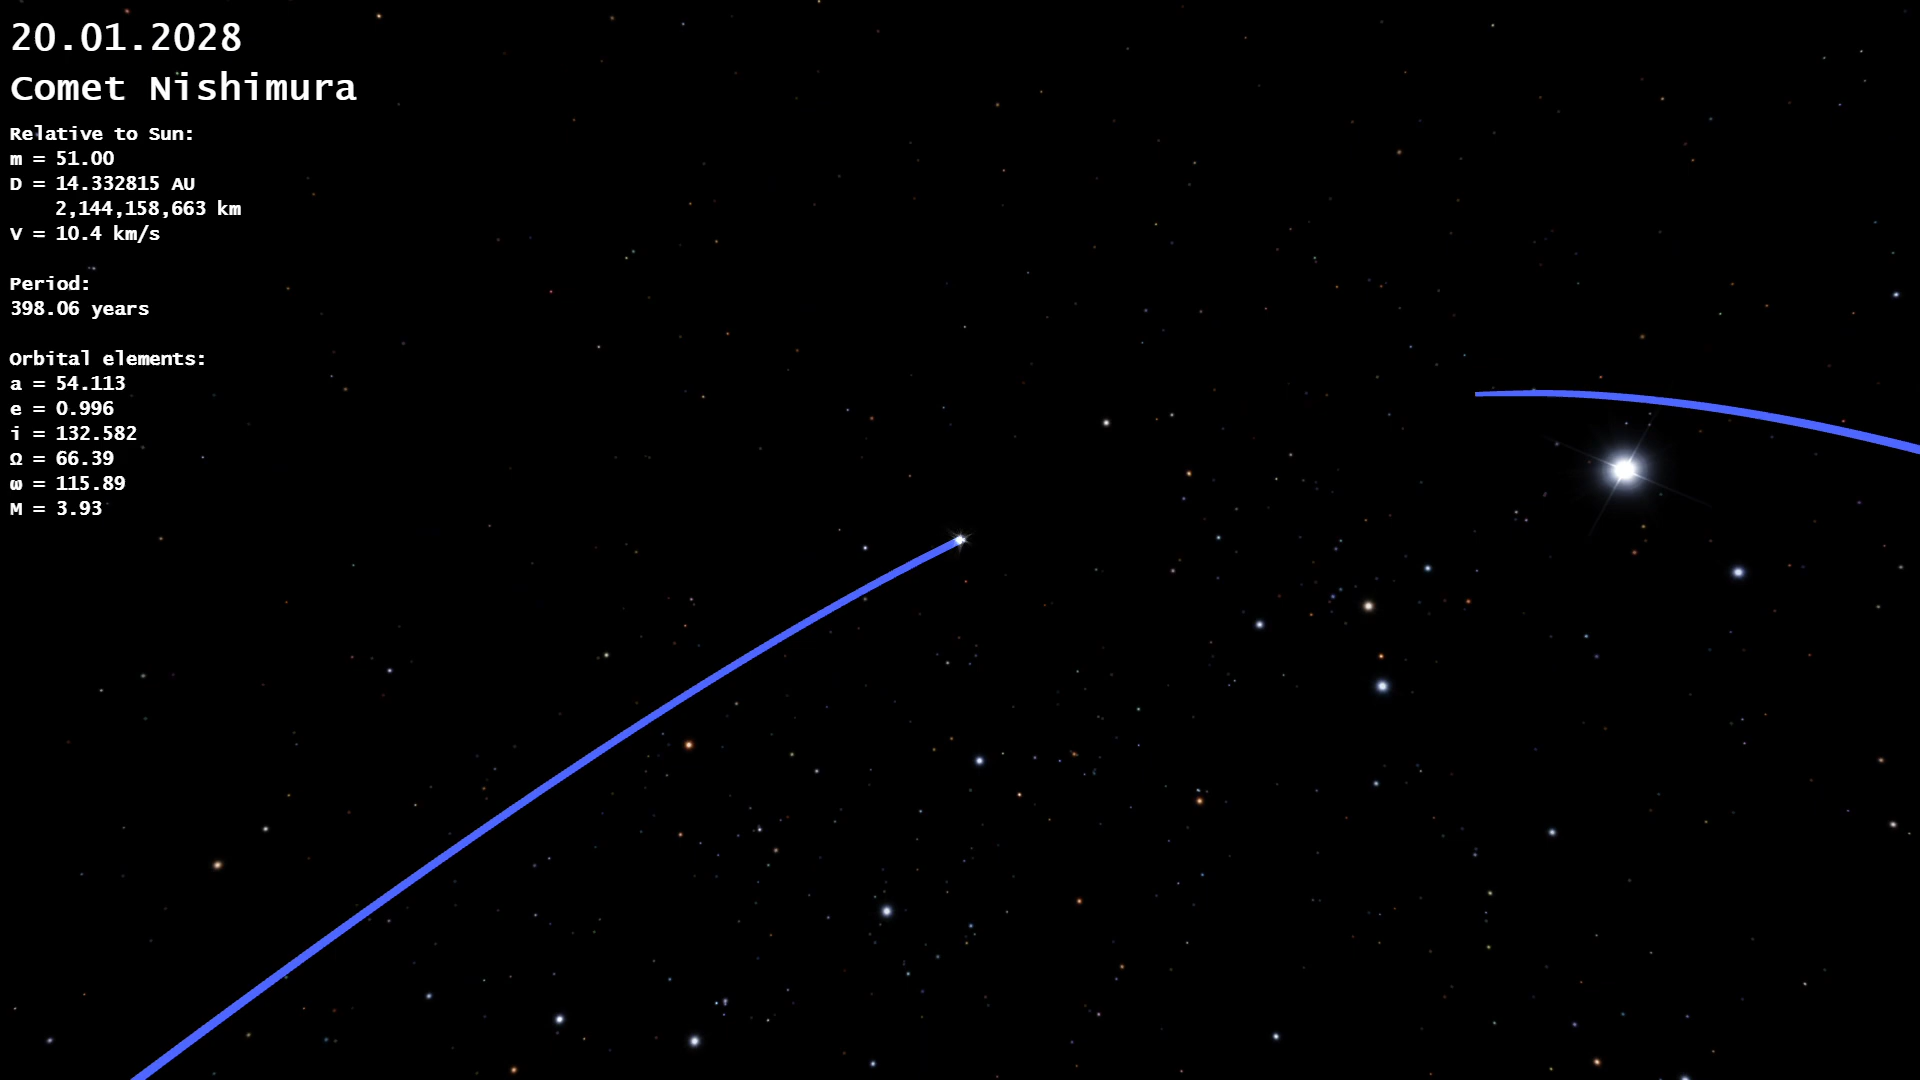 20.01.2028
Comet Nishimura
Relative to Sun:
m = 51.00
D = 14.332815 AU
2,144,158,663 km
V = 10.4 km/s
Period:
398.06 years
Orbital elements:
a = 54.113
e = 0.996
i = 132.582
Ω = 66.39
ω = 115.89
M = 3.93